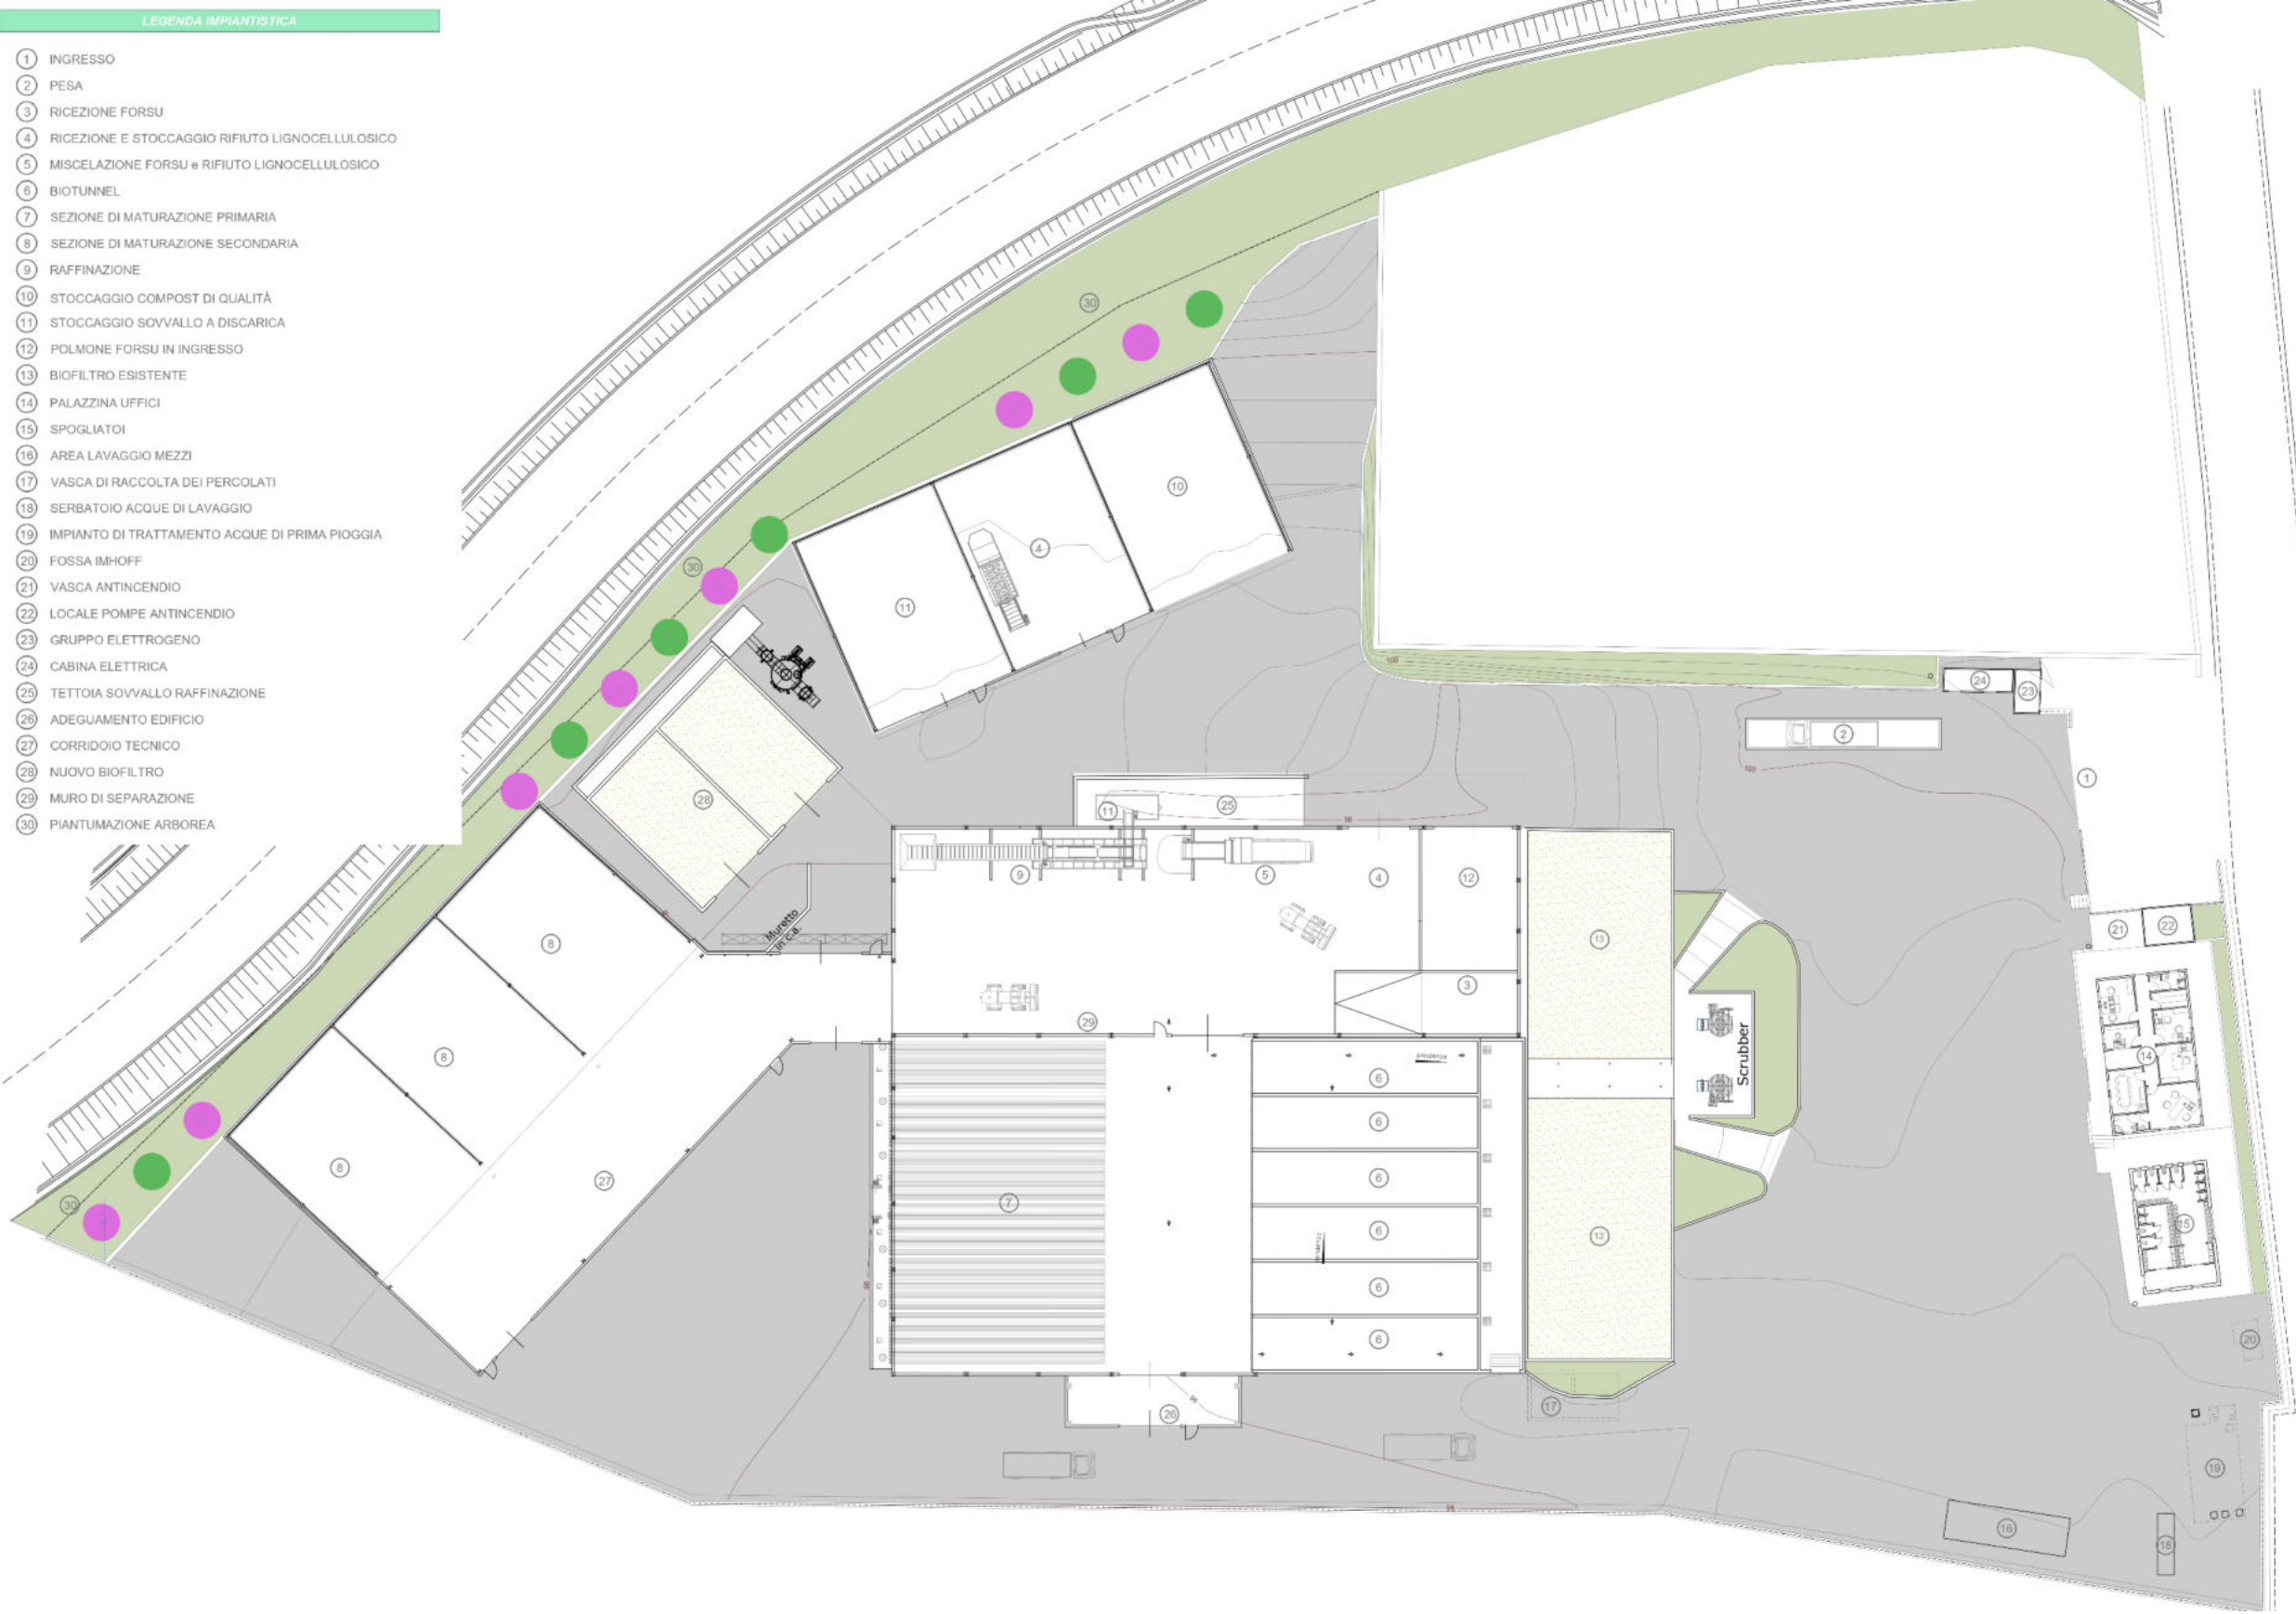 LEGENDA IMPIANTISTICA
1 INGRESSO
2 PESA
3 RICEZIONE FORSU
4 RICEZIONE E STOCCAGGIO RIFIUTO LIGNOCELLULOSICO
5 MISCELAZIONE FORSU e RIFIUTO LIGNOCELLULOSICO
6 BIOTUNNEL
7 SEZIONE DI MATURAZIONE PRIMARIA
8 SEZIONE DI MATURAZIONE SECONDARIA
9 RAFFINAZIONE
10 STOCCAGGIO COMPOST DI QUALITÀ
11 STOCCAGGIO SOVVALLO A DISCARICA
12 POLMONE FORSU IN INGRESSO
13 BIOFILTRO ESISTENTE
14 PALAZZINA UFFICI
15 SPOGLIATOI
16 AREA LAVAGGIO MEZZI
17 VASCA DI RACCOLTA DEI PERCOLATI
18 SERBATOIO ACQUE DI LAVAGGIO
19 IMPIANTO DI TRATTAMENTO ACQUE DI PRIMA PIOGGIA
20 FOSSA IMHOFF
21 VASCA ANTINCENDIO
22 LOCALE POMPE ANTINCENDIO
23 GRUPPO ELETTROGENO
24 CABINA ELETTRICA
25 TETTOIA SOVVALLO RAFFINAZIONE
26 ADEGUAMENTO EDIFICIO
27 CORRIDOIO TECNICO
28 NUOVO BIOFILTRO
29 MURO DI SEPARAZIONE
30 PIANTUMAZIONE ARBOREA
30
10
4
30
11
100
24
23
2
100
1
28
11
25
98
9
5
4
12
Muretto
in c.a.
8
13
21
22
3
29
Scrubber
8
6
14
6
8
27
7
6
30
6
13
15
6
6
20
26
17
19
98
16
18